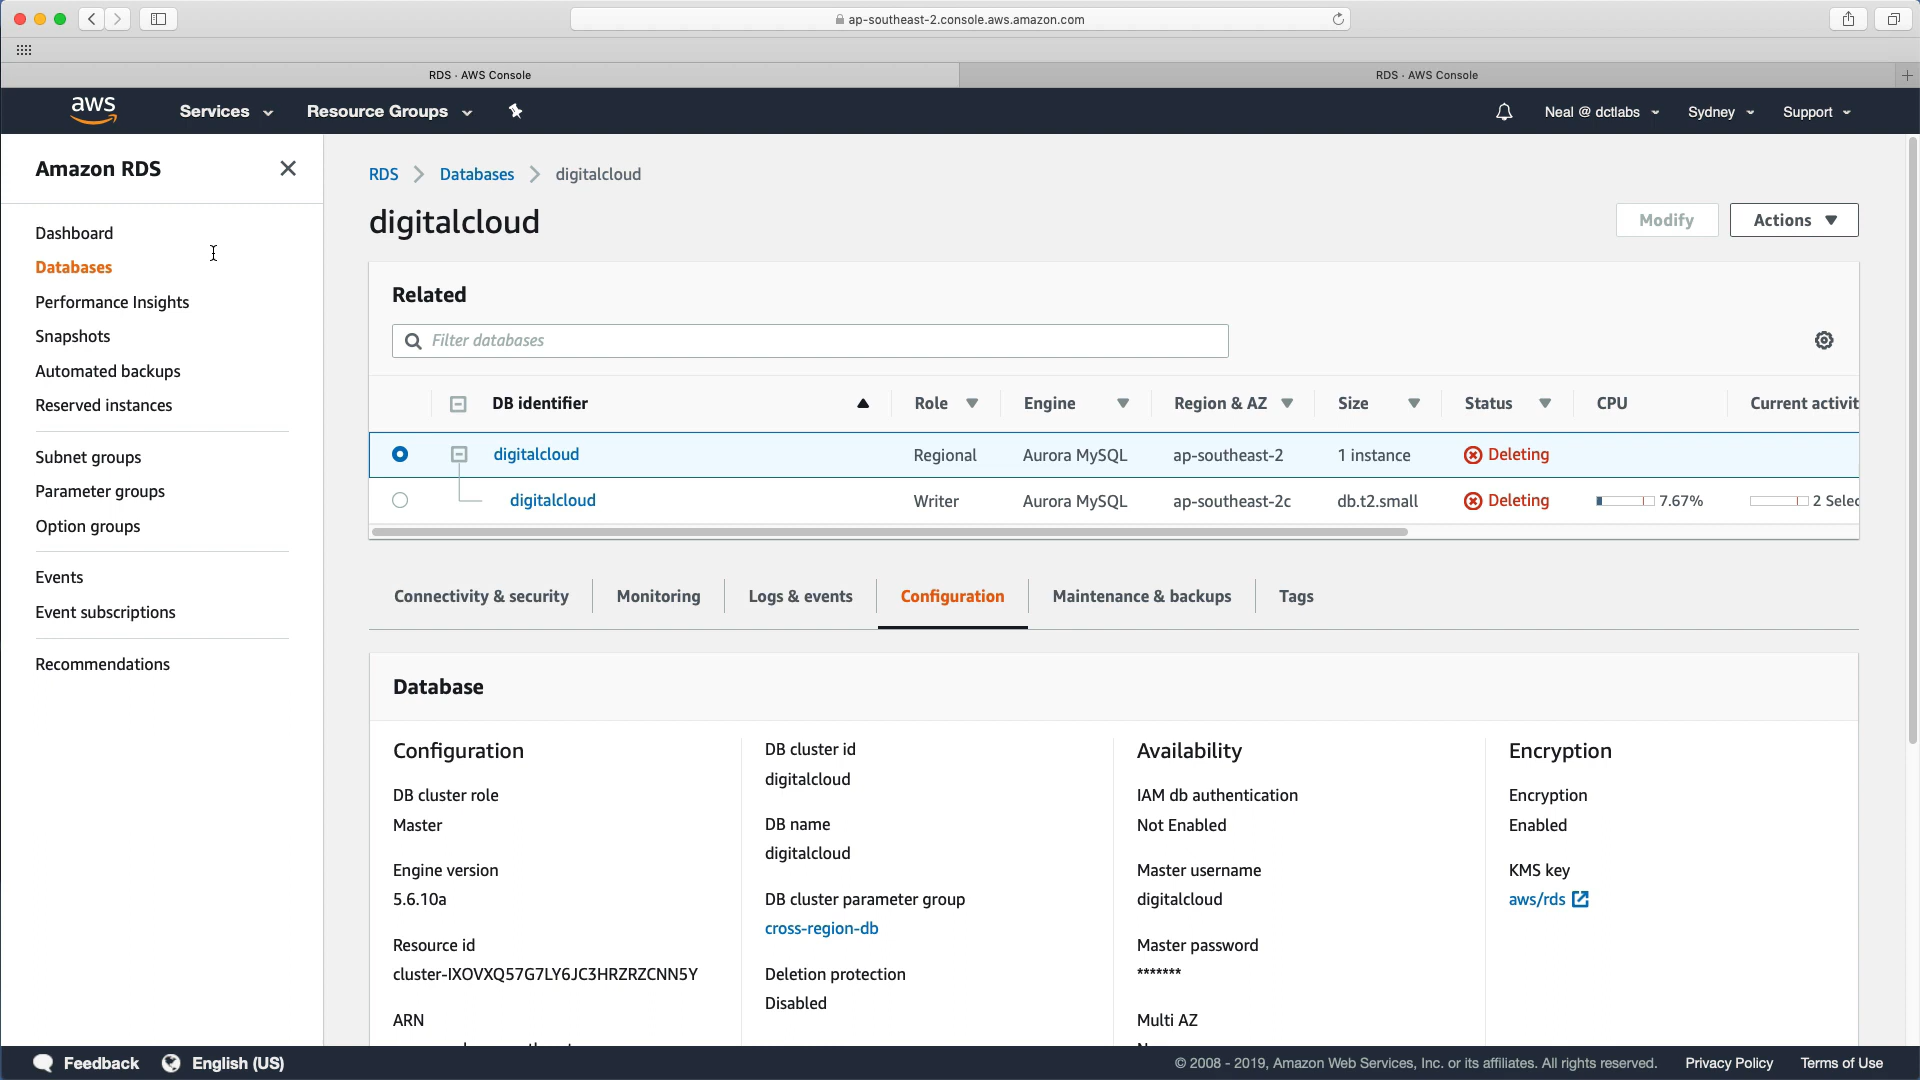 ap-southeast-2.console.aws.amazon.com
RDS · AWS Console
RDS · AWS Console
aws
Services
Resource Groups
Neal @ dctlabs
Sydney
Support
Amazon RDS
Dashboard
Databases
Performance Insights
Snapshots
Automated backups
Reserved instances
Subnet groups
Parameter groups
Option groups
Events
Event subscriptions
Recommendations
RDS > Databases > digitalcloud
digitalcloud
Modify
Actions
Related
Filter databases
DB identifier Role Engine Region & AZ Size Status CPU Current activit
digitalcloud Regional Aurora MySQL ap-southeast-2 1 instance Deleting
digitalcloud Writer Aurora MySQL ap-southeast-2c db.t2.small Deleting 7.67% 2 Selec
Connectivity & security
Monitoring
Logs & events
Configuration
Maintenance & backups
Tags
Database
Configuration
DB cluster role
Master
Engine version
5.6.10a
Resource id
cluster-IXOVXQ57G7LY6JC3HRZRZCNN5Y
ARN
DB cluster id
digitalcloud
DB name
digitalcloud
DB cluster parameter group
cross-region-db
Deletion protection
Disabled
Availability
IAM db authentication
Not Enabled
Master username
digitalcloud
Master password
*******
Multi AZ
Encryption
Encryption
Enabled
KMS key
aws/rds
Feedback
English (US)
© 2008 - 2019, Amazon Web Services, Inc. or its affiliates. All rights reserved.
Privacy Policy
Terms of Use